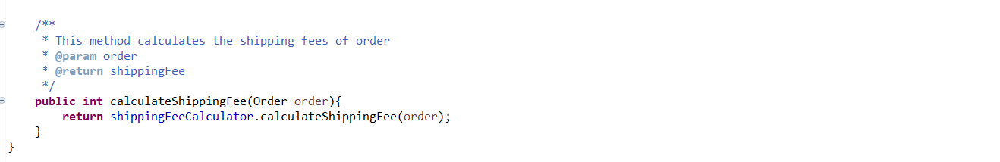 /**
* This method calculates the shipping fees of order
* @param order
* @return shippingFee
*/
public int calculateShippingFee(Order order){
return shippingFeeCalculator.calculateShippingFee(order);
}
}